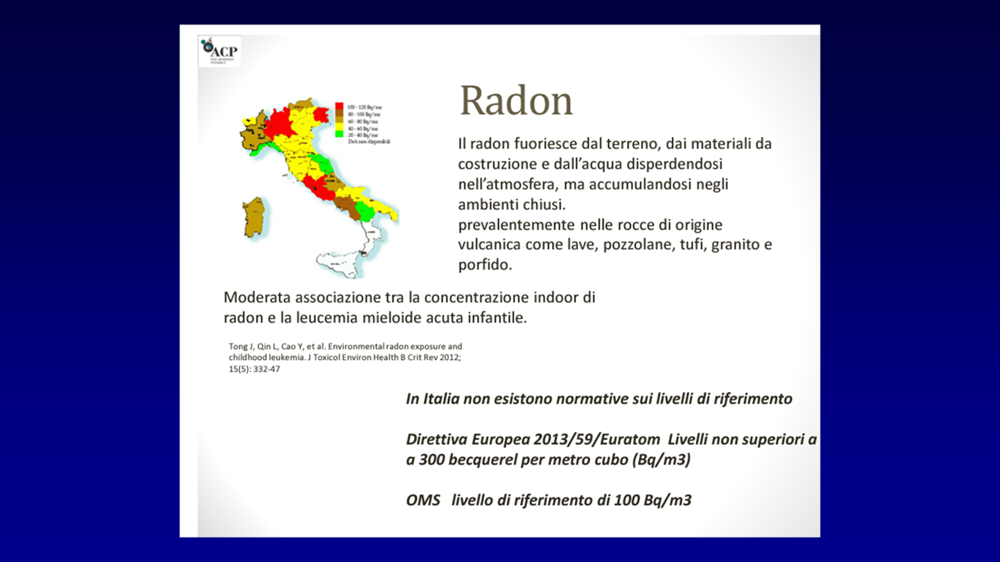 ACP
PER UN MONDO
POSSIBILE
Radon
100 - 120 Bq/mc
80 - 100 Bq/mc
60 - 80 Bq/mc
40 - 60 Bq/mc
20 - 40 Bq/mc
Dati non disponibili
Il radon fuoriesce dal terreno, dai materiali da
costruzione e dall’acqua disperdendosi
nell’atmosfera, ma accumulandosi negli
ambienti chiusi.
prevalentemente nelle rocce di origine
vulcanica come lave, pozzolane, tufi, granito e
porfido.
Moderata associazione tra la concentrazione indoor di
radon e la leucemia mieloide acuta infantile.
Tong J, Qin L, Cao Y, et al. Environmental radon exposure and
childhood leukemia. J Toxicol Environ Health B Crit Rev 2012;
15(5): 332-47
In Italia non esistono normative sui livelli di riferimento
Direttiva Europea 2013/59/Euratom Livelli non superiori a
a 300 becquerel per metro cubo (Bq/m3)
OMS livello di riferimento di 100 Bq/m3